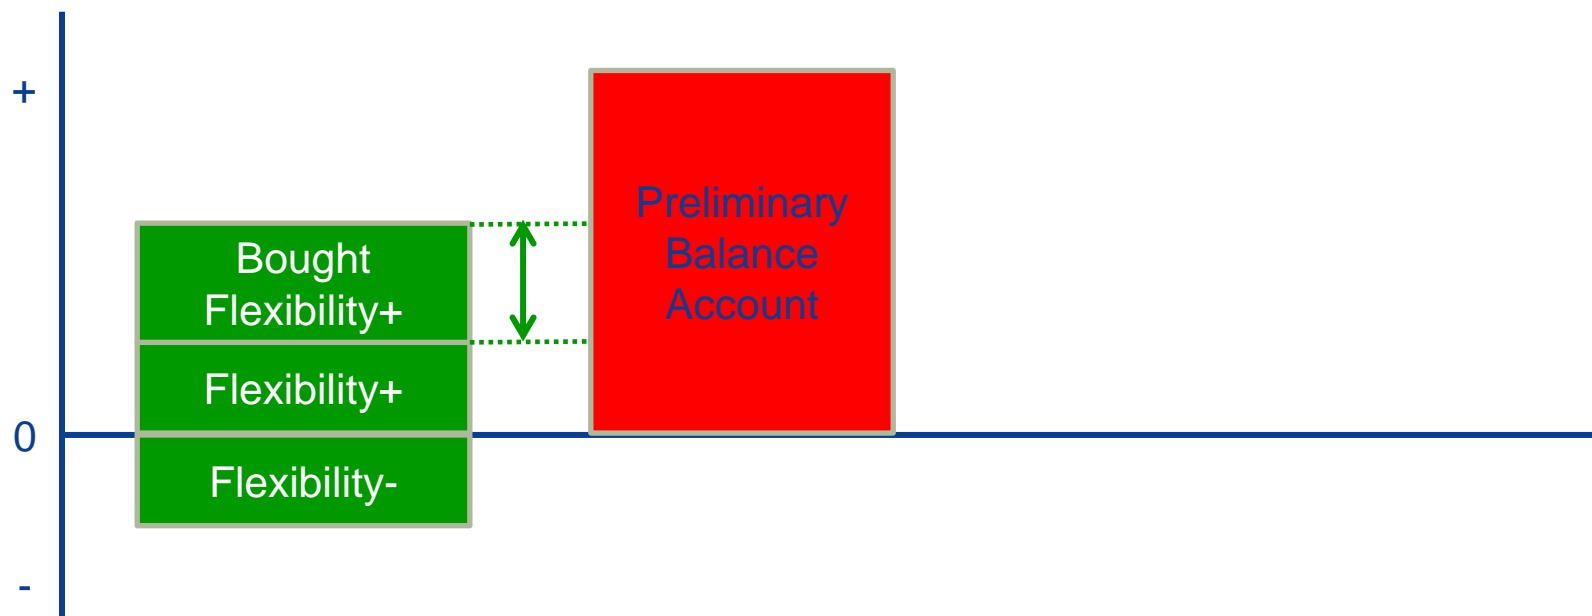 +
Preliminary
Balance
Account
Bought
Flexibility+
Flexibility+
0
Flexibility-
-